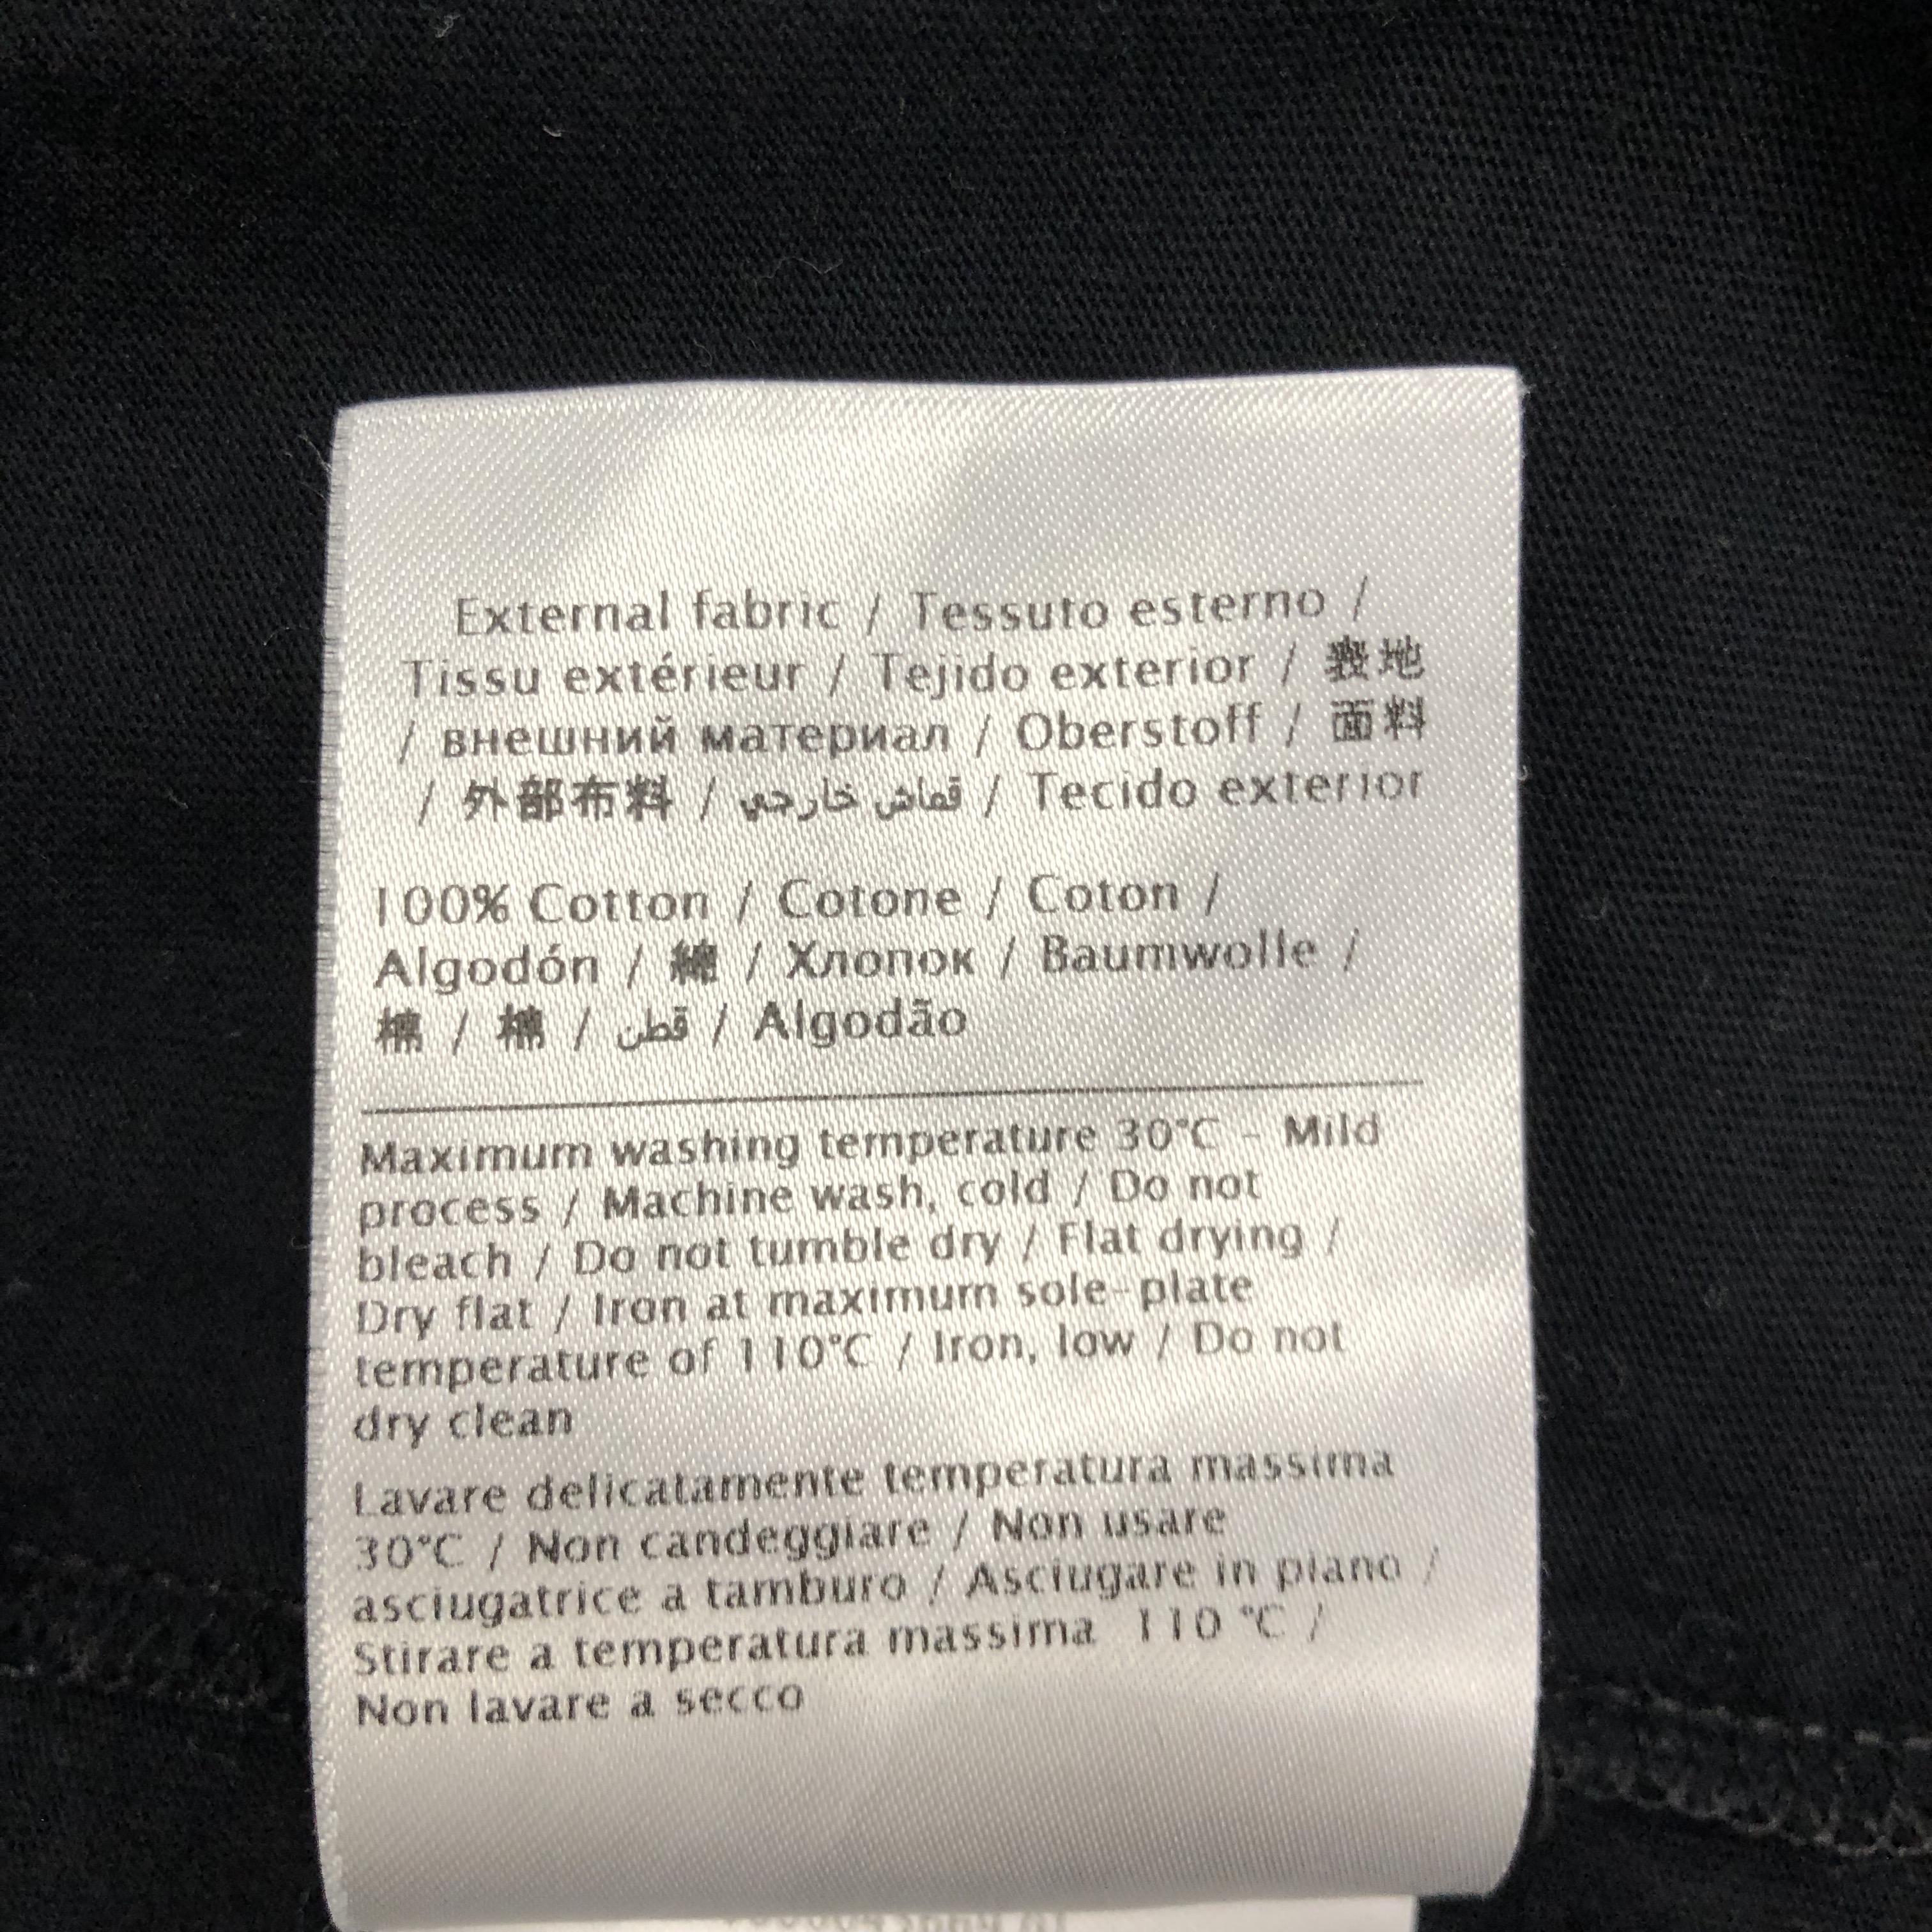 External fabric / Tessuto esterno /
Tissu extérieur / Tejido exterior / 表地
/ внешний материал / Oberstoff / 面料
/ 外部布料 / قماش خارجي / Tecido exterior
100% Cotton / Cotone / Coton /
Algodón / 綿 / Хлопок / Baumwolle /
棉 / 棉 / قطن / Algodão
Maximum washing temperature 30°C - Mild
process / Machine wash, cold / Do not
bleach / Do not tumble dry / Flat drying /
Dry flat / Iron at maximum sole-plate
temperature of 110°C / Iron, low / Do not
dry clean
Lavare delicatamente temperatura massima
30°C / Non candeggiare / Non usare
asciugatrice a tamburo / Asciugare in piano /
Stirare a temperatura massima 110 °C /
Non lavare a secco